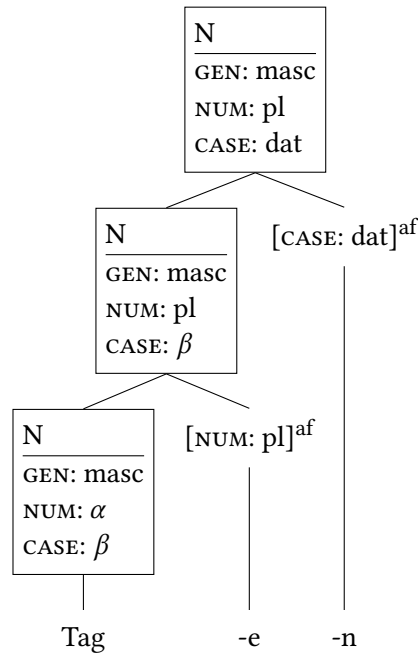 N
GEN: masc
NUM: pl
CASE: dat
N
GEN: masc
NUM: pl
CASE: β
[CASE: dat]af
N
GEN: masc
NUM: α
CASE: β
[NUM: pl]af
Tag -e -n